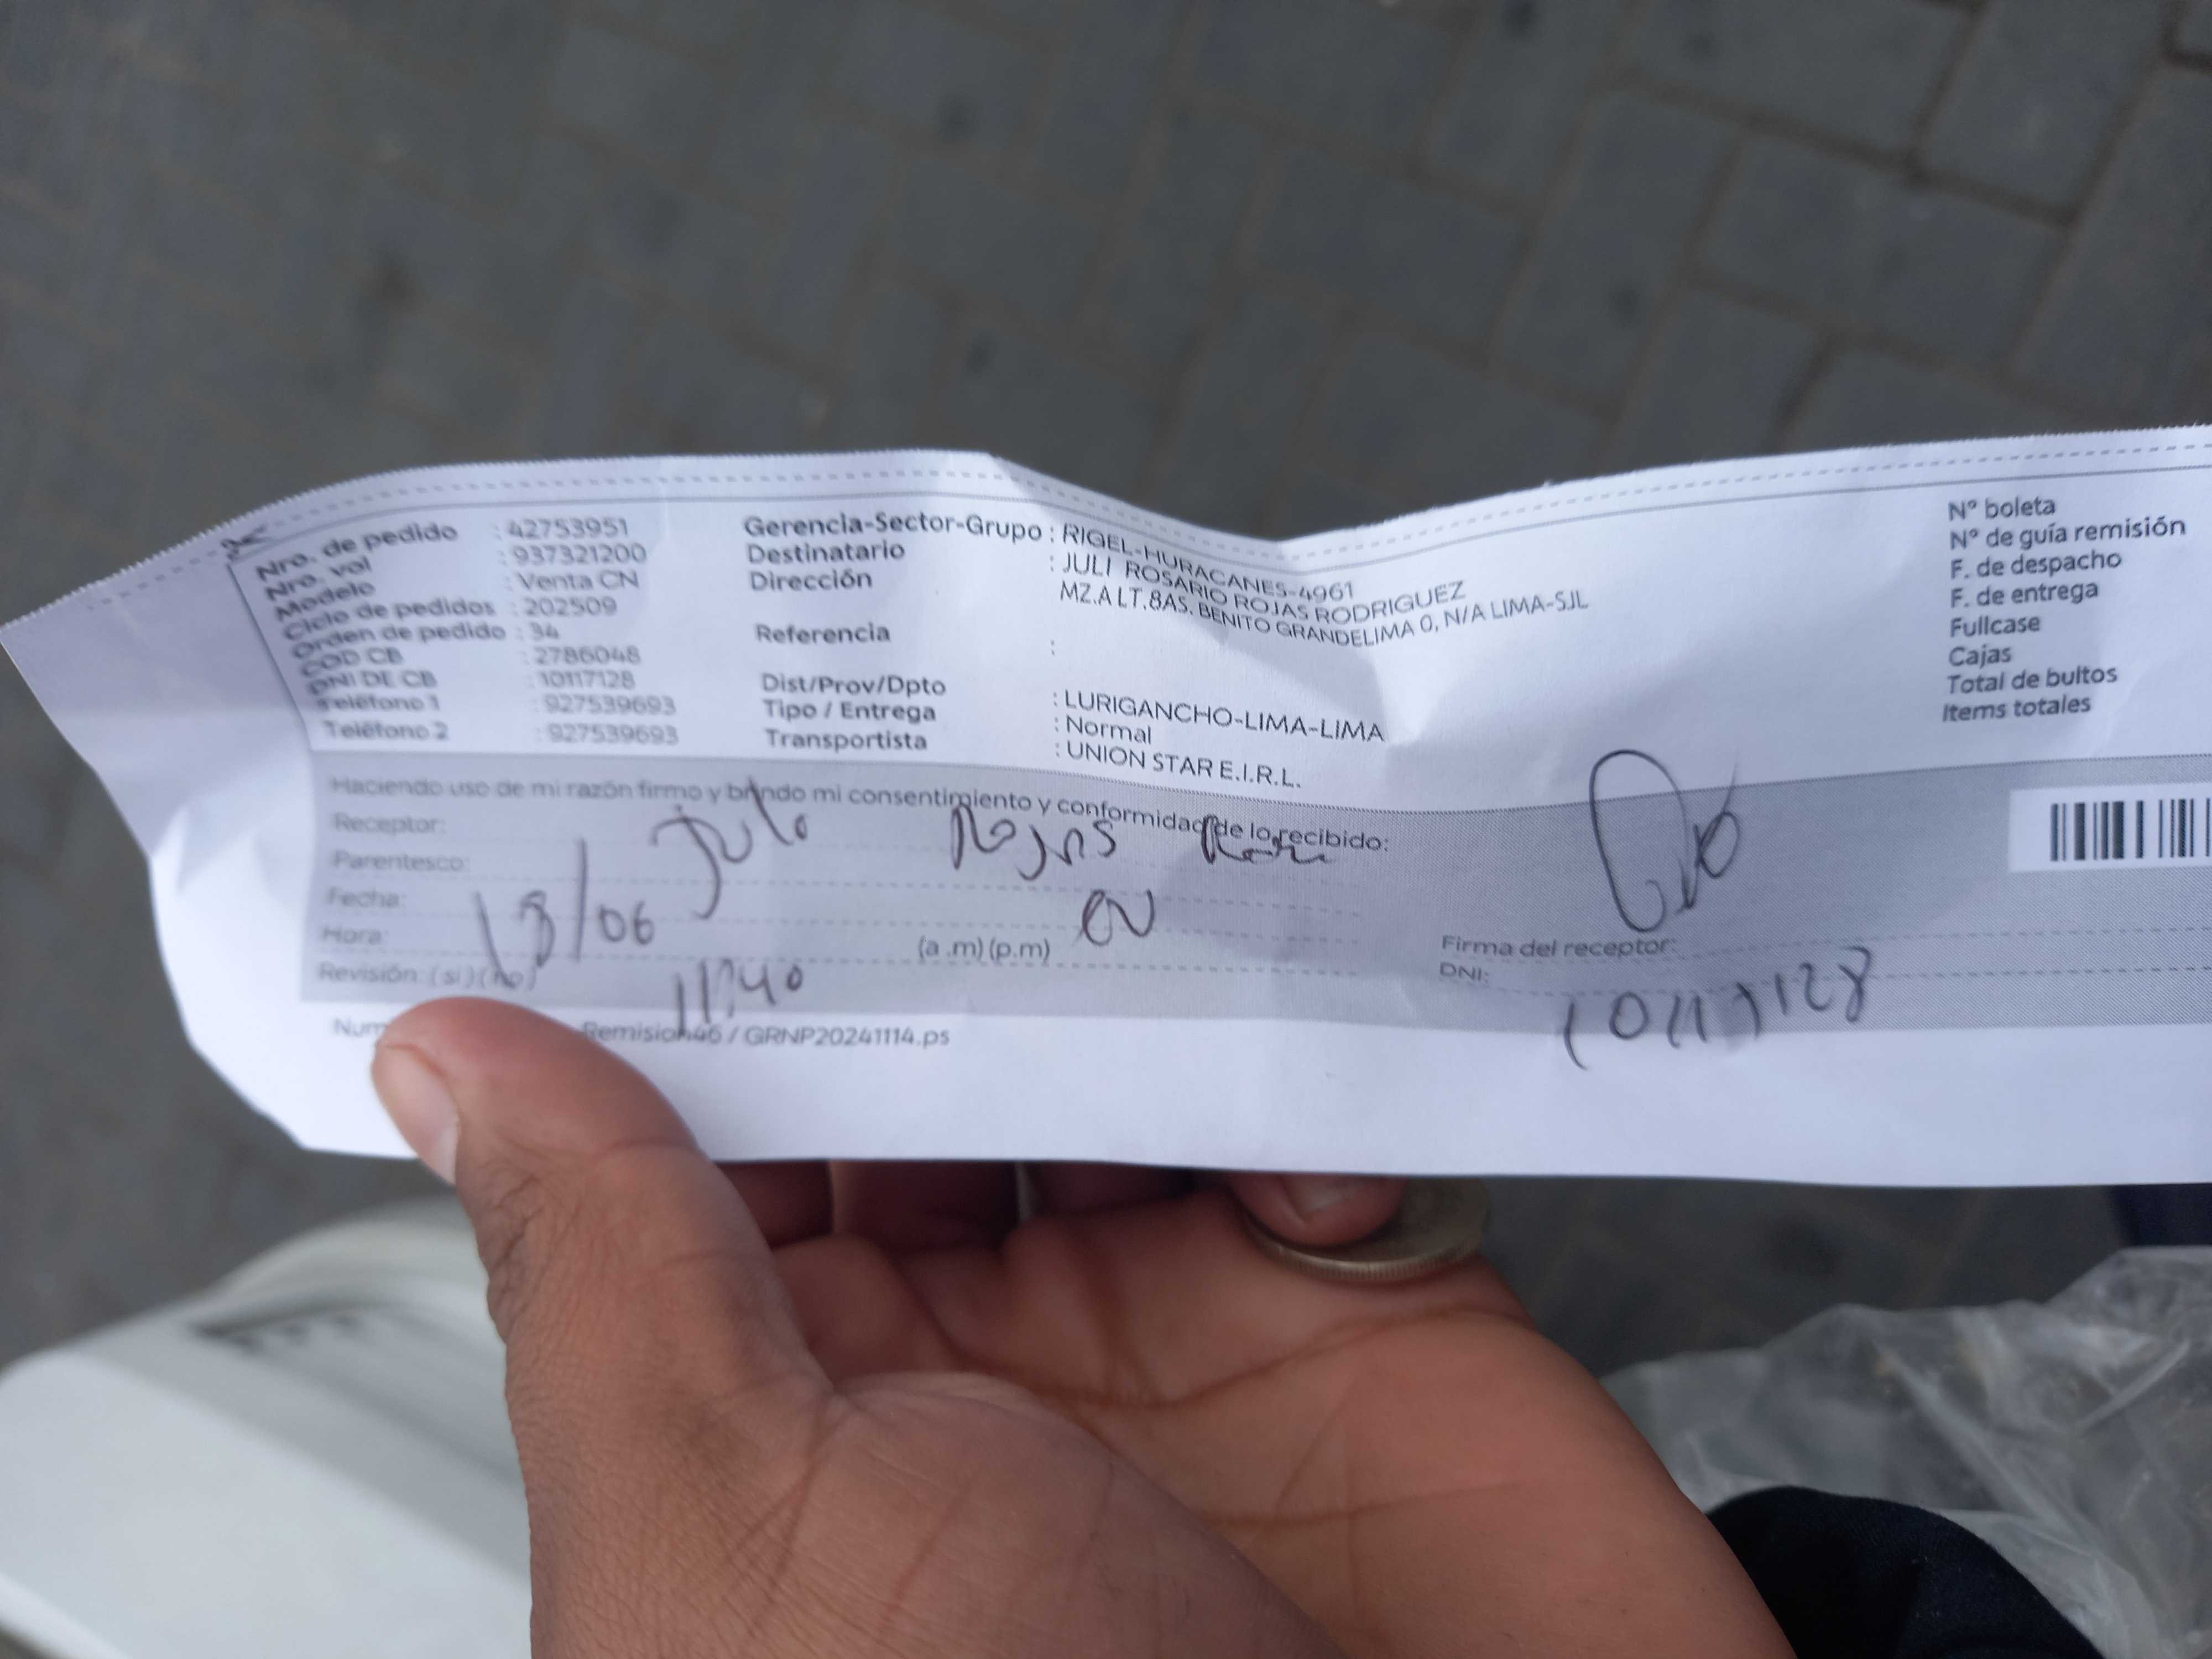 Nro. de pedido : 42753951
Nro. vol : 937321200
Modelo : Venta CN
Ciclo de pedidos : 202509
Orden de pedido : 34
COD CB : 2786048
DNI DE CB : 10117128
Teléfono 1 : 927539693
Teléfono 2 : 927539693
Gerencia-Sector-Grupo : RIGEL-HURACANES-4961
Destinatario : JULI ROSARIO ROJAS RODRIGUEZ
Dirección MZ.A LT.8AS. BENITO GRANDELIMA 0, N/A LIMA-SJL
Referencia :
Dist/Prov/Dpto : LURIGANCHO-LIMA-LIMA
Tipo / Entrega : Normal
Transportista : UNION STAR E.I.R.L.
N° boleta
N° de guía remisión
F. de despacho
F. de entrega
Fullcase
Cajas
Total de bultos
Items totales
Haciendo uso de mi razón firmo y brindo mi consentimiento y conformidad de lo recibido:
Receptor: Rojas
Parentesco:
Fecha: 18/06
Hora: 11:40 (a .m) (p.m)
Revisión: (si) (no)
Firma del receptor:
DNI: 10117128
Remision46 / GRNP20241114.ps